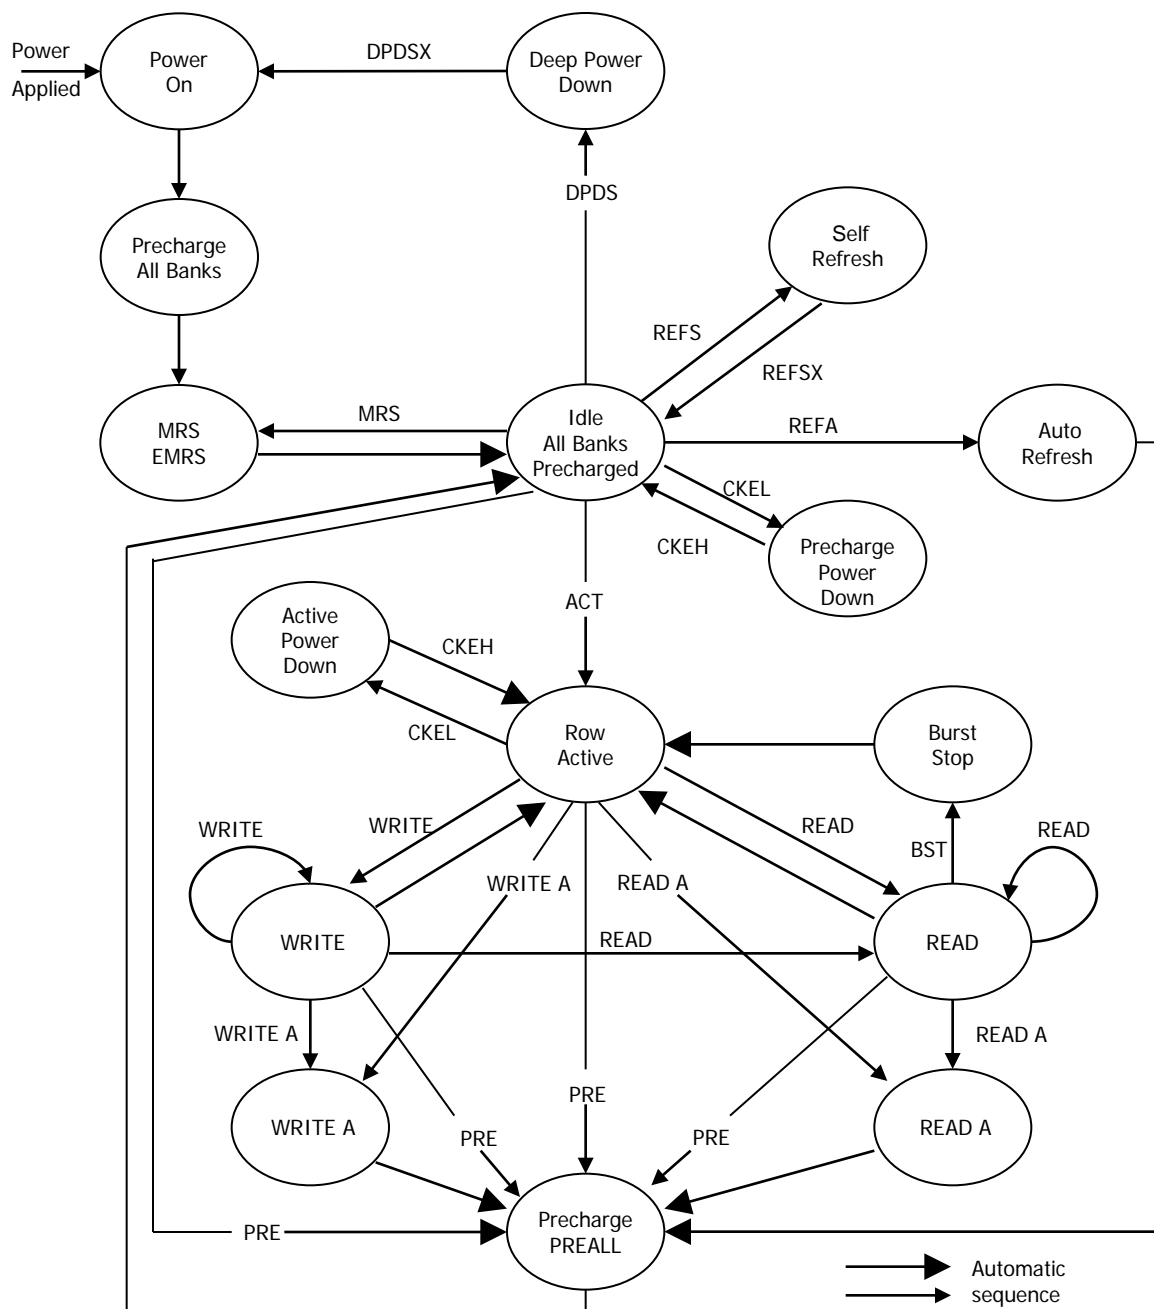 Power
Applied
Power
On
DPDSX
Deep Power
Down
DPDS
Precharge
All Banks
Self
Refresh
REFS
REFSX
MRS
EMRS
MRS
Idle
All Banks
Precharged
REFA
Auto
Refresh
CKEL
CKEH
Precharge
Power
Down
ACT
Active
Power
Down
CKEH
CKEL
Row
Active
Burst
Stop
WRITE
WRITE
READ
BST
READ
WRITE A
READ A
WRITE
READ
READ
WRITE A
READ A
WRITE A
PRE
PRE
PRE
READ A
PRE
Precharge
PREALL
Automatic
sequence